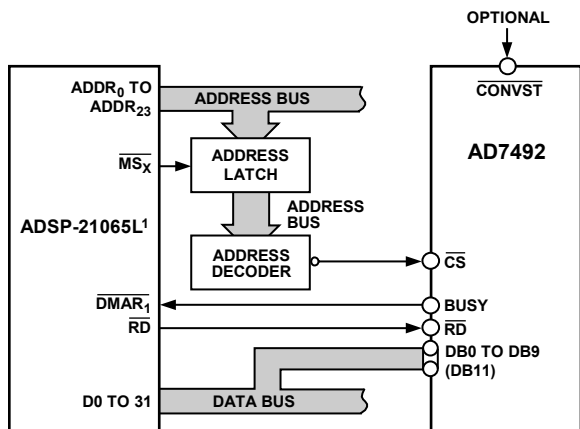 OPTIONAL
ADDR0 TO
ADDR23
ADDRESS BUS
CONVST
AD7492
MSX
ADDRESS
LATCH
ADSP-21065L1
ADDRESS
BUS
ADDRESS
DECODER
CS
DMAR1
BUSY
RD
RD
DB0 TO DB9
(DB11)
D0 TO 31
DATA BUS